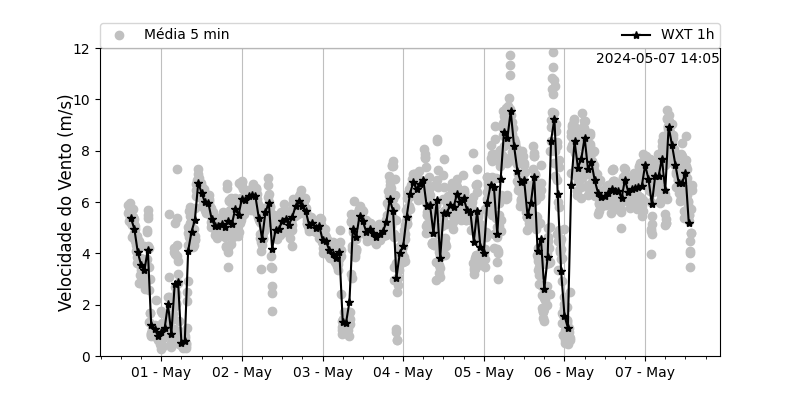 Média 5 min
WXT 1h
2024-05-07 14:05
Velocidade do Vento (m/s)
12
10
8
6
4
2
0
01 - May
02 - May
03 - May
04 - May
05 - May
06 - May
07 - May